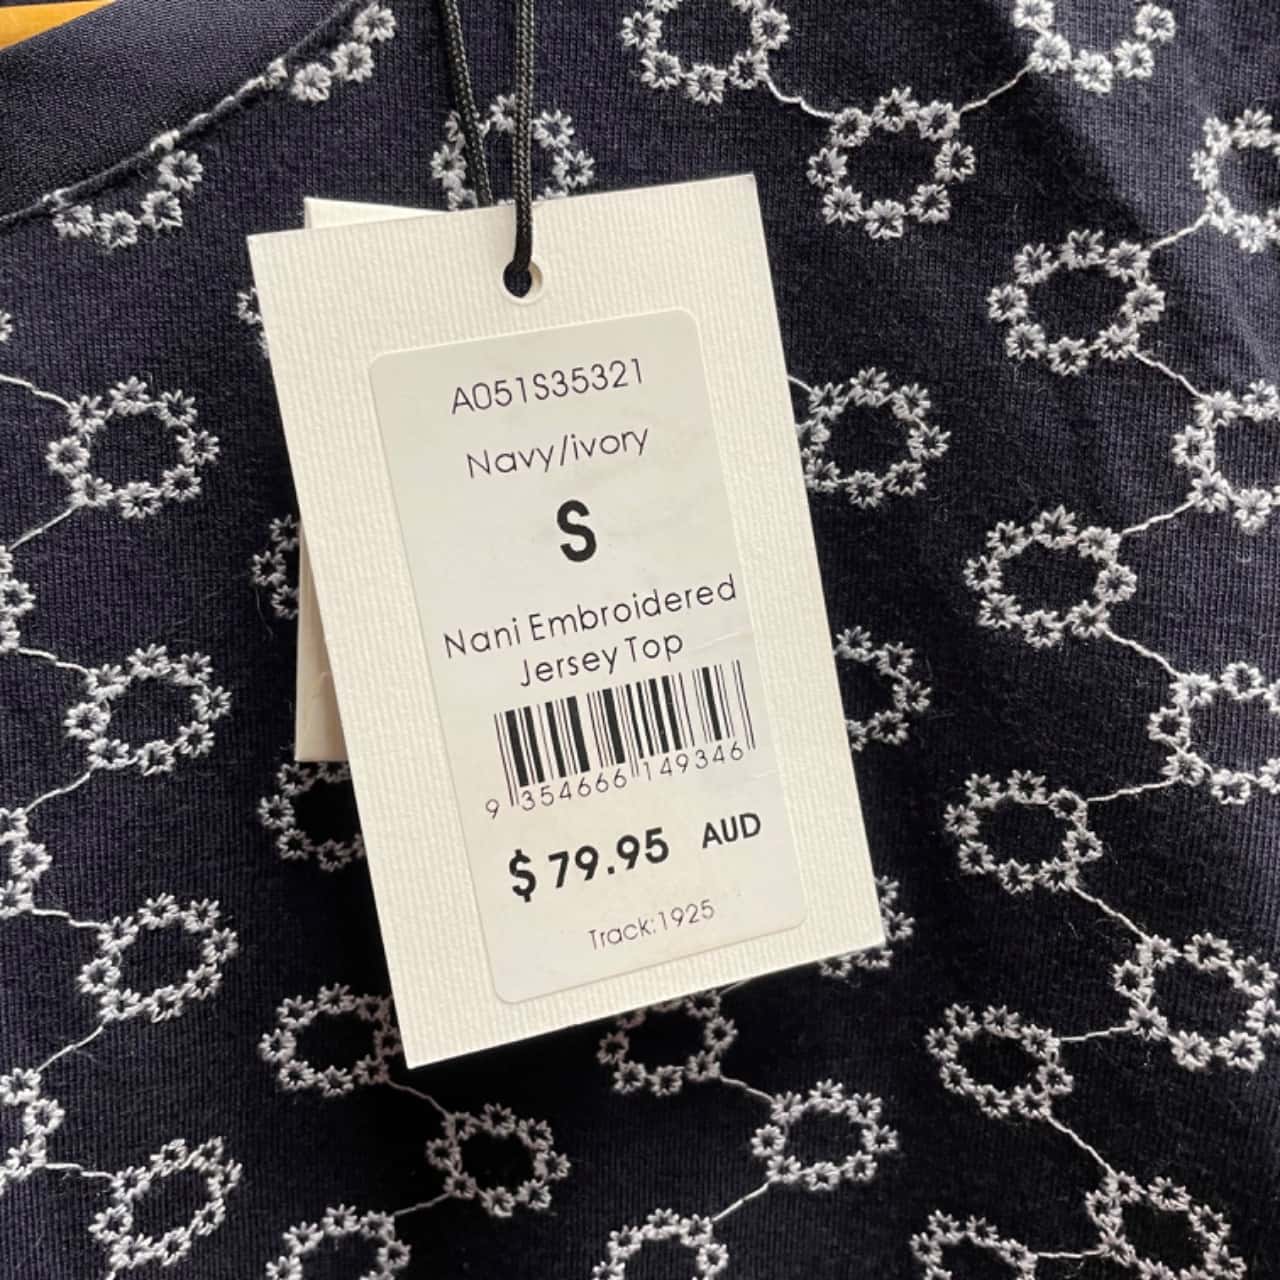 A051S35321
Navy/ivory
S
Nani Embroidered
Jersey Top
9 354666 149346
$79.95 AUD
Track:1925